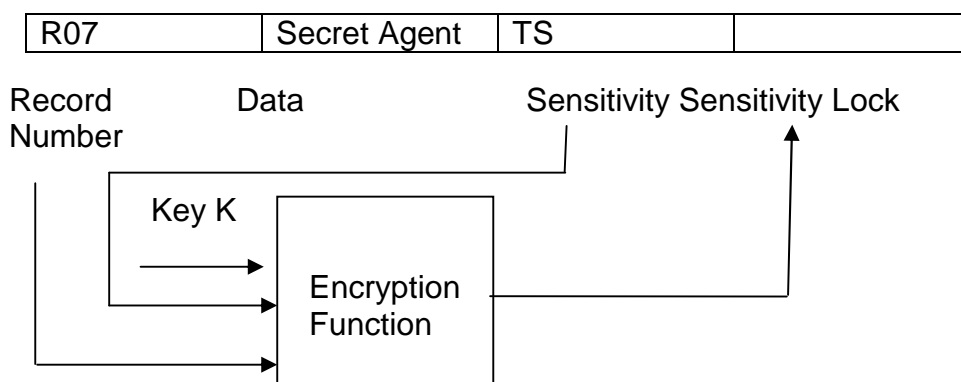 R07 Secret Agent TS
Record Data Sensitivity Sensitivity Lock
Number
Key K
Encryption
Function